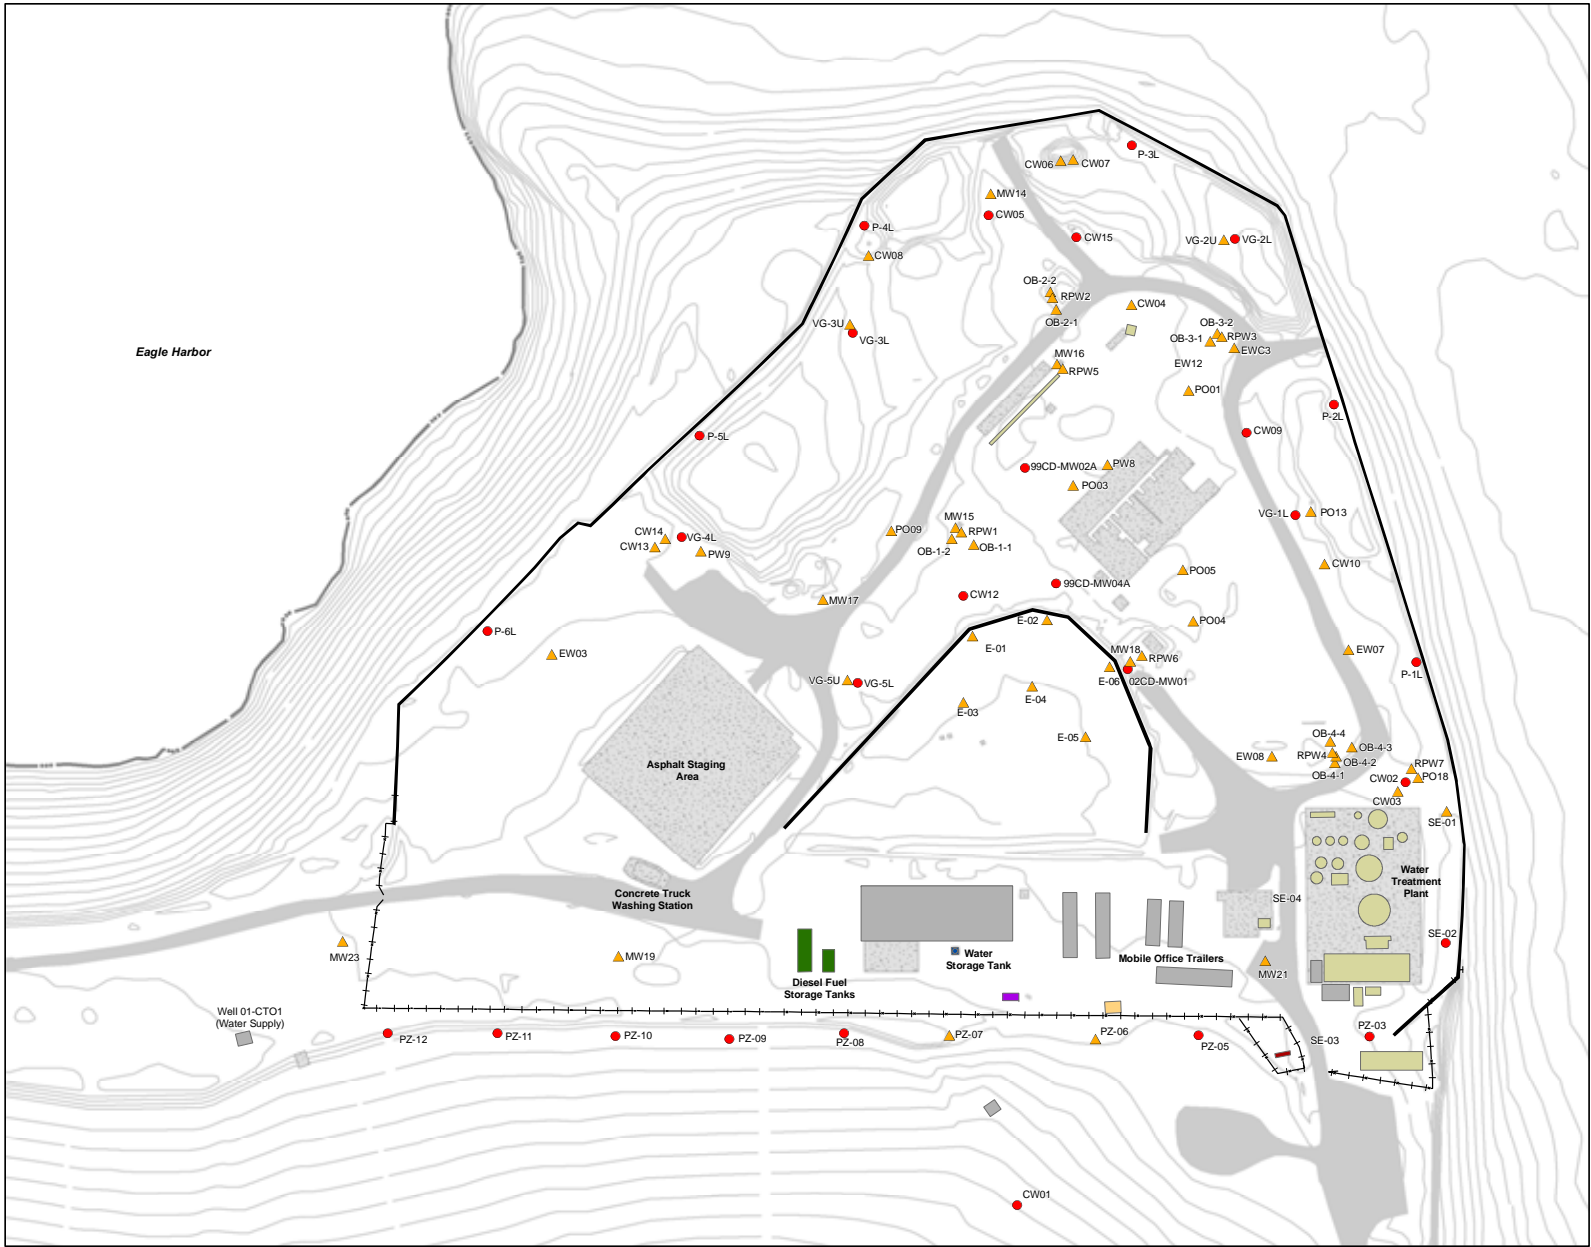 P-3L
CW06
CW07
MW14
CW05
P-4L
CW15
VG-2U
VG-2L
CW08
OB-2-2
RPW2
CW04
OB-2-1
VG-3U
VG-3L
OB-3-2
RPW3
OB-3-1
EWC3
Eagle Harbor
MW16
EW12
RPW5
PO01
P-2L
P-5L
CW09
99CD-MW02A
PW8
PO03
VG-1L
PO13
MW15
PO09
RPW1
CW14
VG-4L
CW13
PW9
OB-1-2
OB-1-1
CW10
PO05
99CD-MW04A
CW12
MW17
E-02
PO04
P-6L
E-01
MW18
EW07
EW03
RPW6
P-1L
VG-5U
VG-5L
E-06
02CD-MW01
E-04
E-03
E-05
OB-4-4
OB-4-3
EW08
RPW4
OB-4-2
RPW7
OB-4-1
Asphalt Staging
Area
CW02
PO18
CW03
SE-01
Water
Treatment
Plant
Concrete Truck
Washing Station
SE-04
SE-02
MW23
MW19
Water
Storage Tank
Mobile Office Trailers
MW21
Diesel Fuel
Storage Tanks
Well 01-CTO1
(Water Supply)
PZ-12
PZ-11
PZ-10
PZ-09
PZ-08
PZ-07
PZ-06
PZ-05
SE-03
PZ-03
CW01